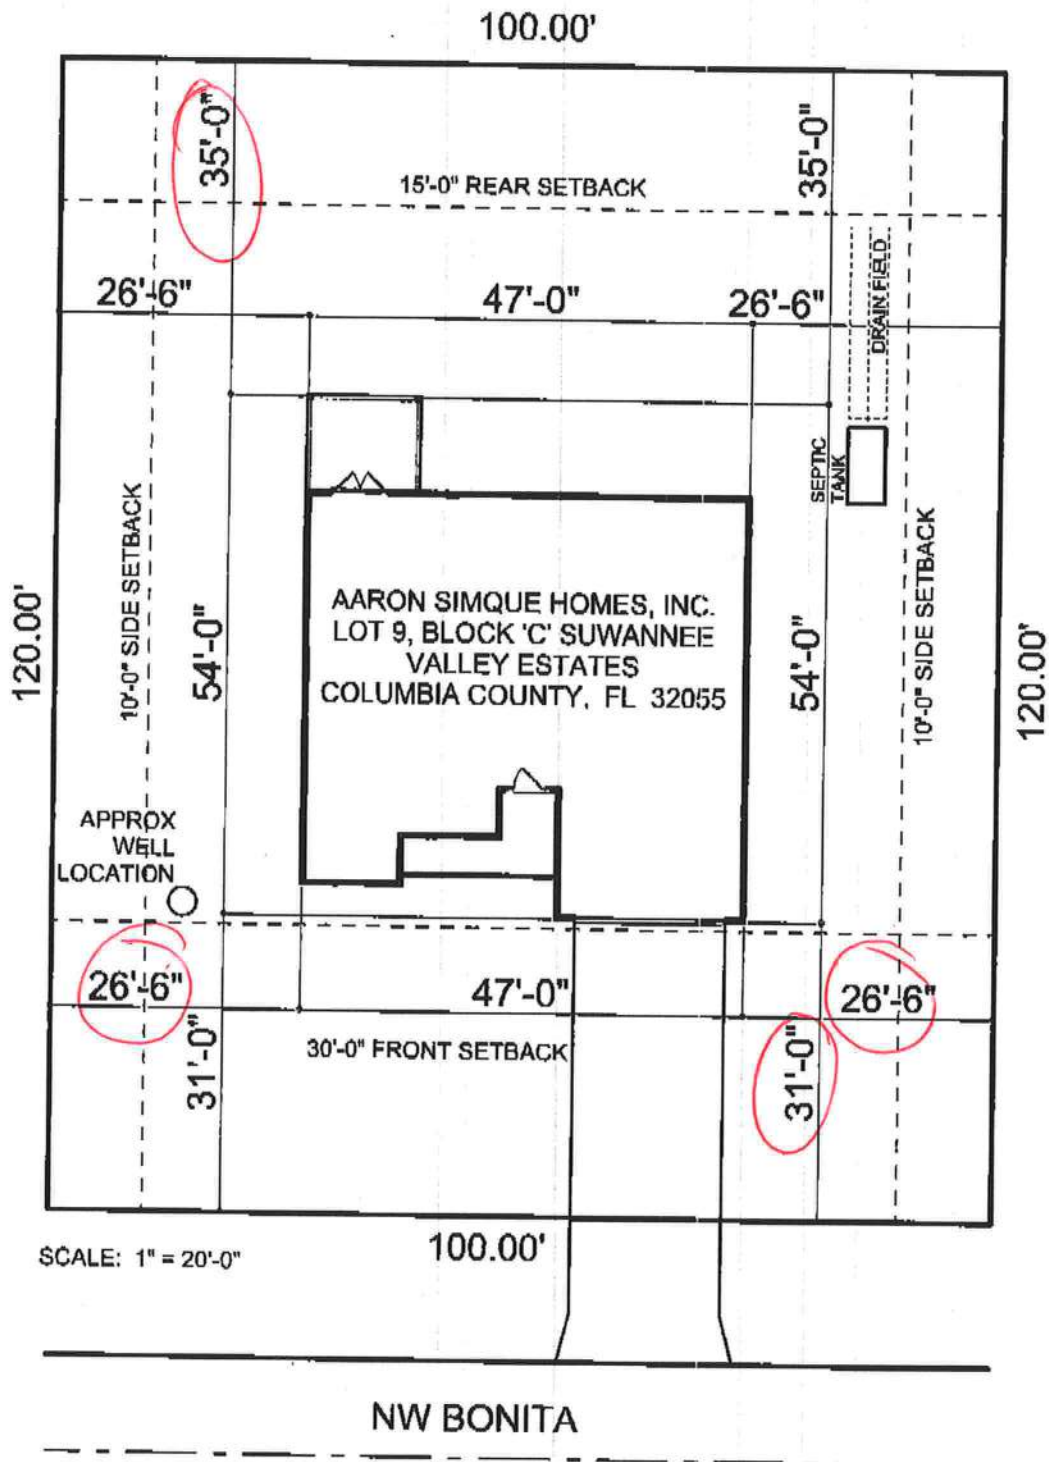 100.00'
35'-0"
35'-0"
15'-0" REAR SETBACK
26'-6"
47'-0"
26'-6"
DRAIN FIELD
SEPTIC
TANK
10'-0" SIDE SETBACK
10'-0" SIDE SETBACK
120.00'
54'-0"
AARON SIMQUE HOMES, INC.
LOT 9, BLOCK 'C' SUWANNEE
VALLEY ESTATES
COLUMBIA COUNTY, FL 32055
54'-0"
120.00'
APPROX
WELL
LOCATION
26'-6"
47'-0"
26'-6"
31'-0"
30'-0" FRONT SETBACK
31'-0"
SCALE: 1" = 20'-0"
100.00'
NW BONITA